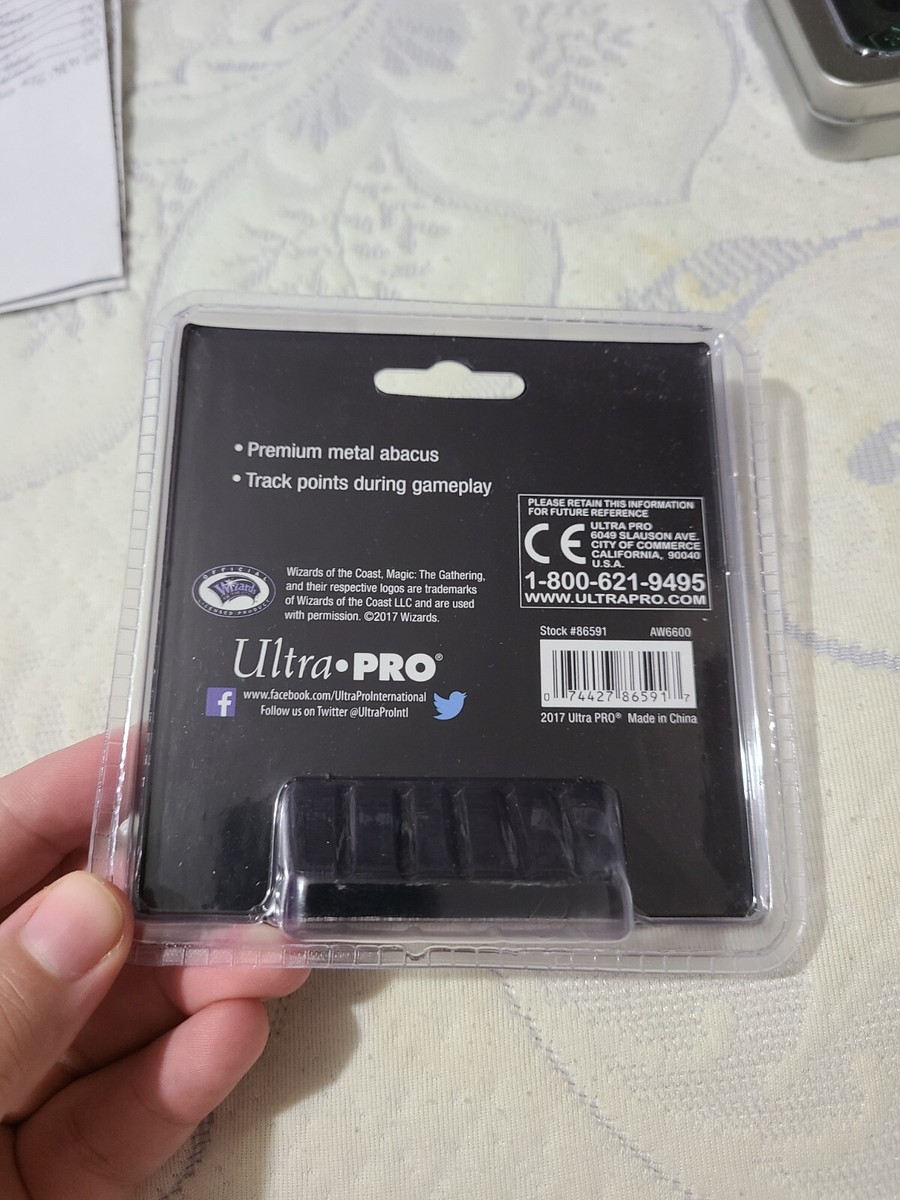 • Premium metal abacus
• Track points during gameplay
PLEASE RETAIN THIS INFORMATION
FOR FUTURE REFERENCE
CE
ULTRA PRO
6049 SLAUSON AVE.
CITY OF COMMERCE
CALIFORNIA, 90040
U.S.A.
1-800-621-9495
WWW.ULTRAPRO.COM
OFFICIAL
Wizards
LICENSED PRODUCT
Wizards of the Coast, Magic: The Gathering,
and their respective logos are trademarks
of Wizards of the Coast LLC and are used
with permission. ©2017 Wizards.
Ultra•PRO®
f www.facebook.com/UltraProInternational
Follow us on Twitter @UltraProIntl
Stock #86591 AW6600
0 74427 86591 7
2017 Ultra PRO® Made in China